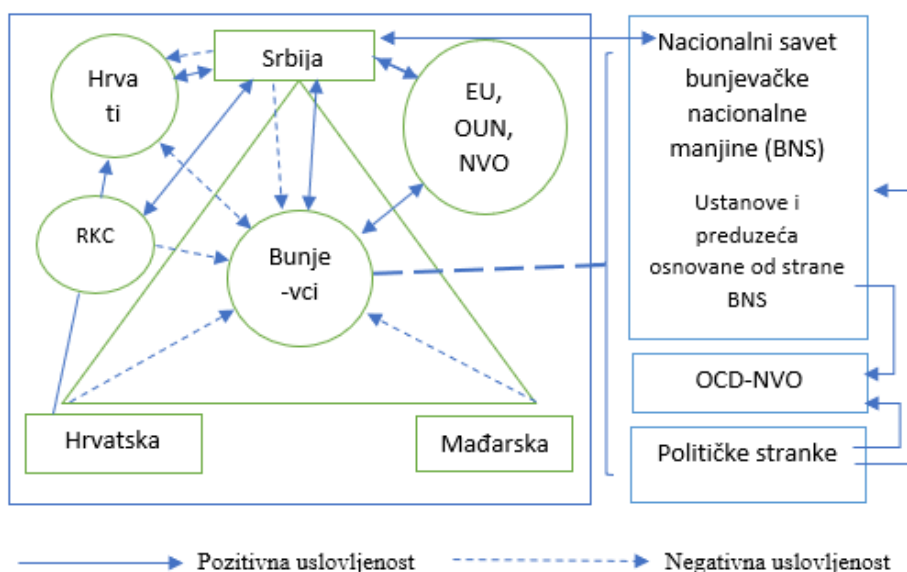 Srbija
Hrva
ti
EU,
OUN,
NVO
RKC
Bunje
-vci
Hrvatska
Mađarska
Nacionalni savet
bunjevačke
nacionalne
manjine (BNS)
Ustanove i
preduzeća
osnovane od strane
BNS
OCD-NVO
Političke stranke
Pozitivna uslovljenost
Negativna uslovljenost